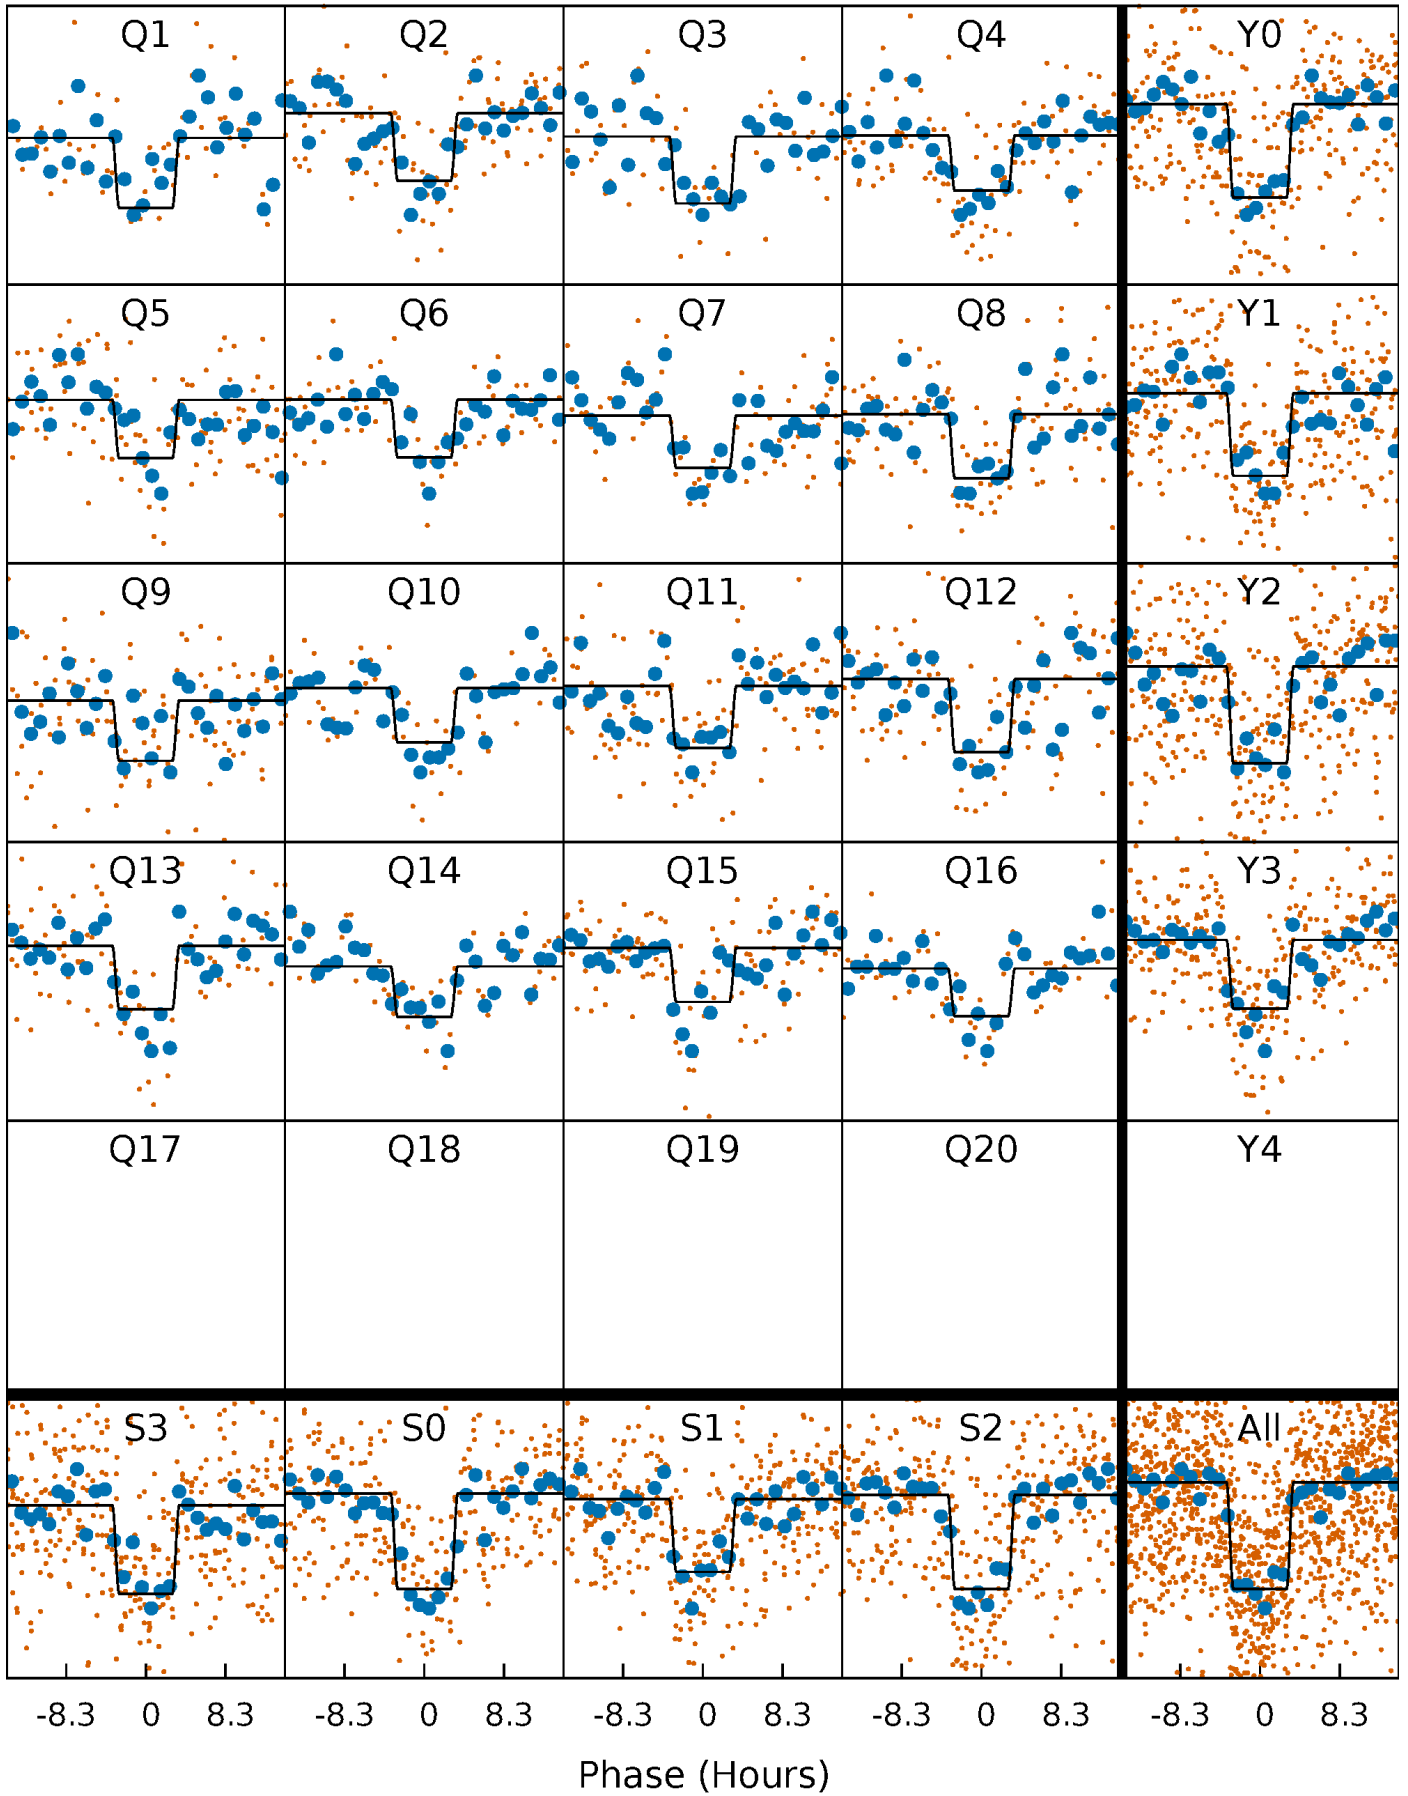 Q1 Q2 Q3 Q4 Y0
Q5 Q6 Q7 Q8 Y1
Q9 Q10 Q11 Q12 Y2
Q13 Q14 Q15 Q16 Y3
Q17 Q18 Q19 Q20 Y4
S3 S0 S1 S2 All
-8.3 0 8.3 -8.3 0 8.3 -8.3 0 8.3 -8.3 0 8.3 -8.3 0 8.3
Phase (Hours)